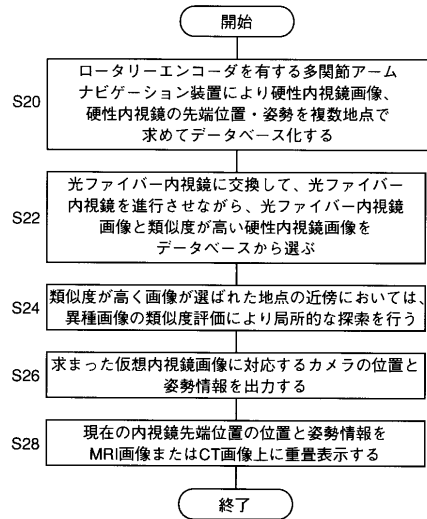 開始
S20
ロータリーエンコーダを有する多関節アーム
ナビゲーション装置により硬性内視鏡画像、
硬性内視鏡の先端位置・姿勢を複数地点で
求めてデータベース化する
S22
光ファイバー内視鏡に交換して、光ファイバー
内視鏡を進行させながら、光ファイバー内視鏡
画像と類似度が高い硬性内視鏡画像を
データベースから選ぶ
S24
類似度が高く画像が選ばれた地点の近傍においては、
異種画像の類似度評価により局所的な探索を行う
S26
求まった仮想内視鏡画像に対応するカメラの位置と
姿勢情報を出力する
S28
現在の内視鏡先端位置の位置と姿勢情報を
MRI画像またはCT画像上に重畳表示する
終了